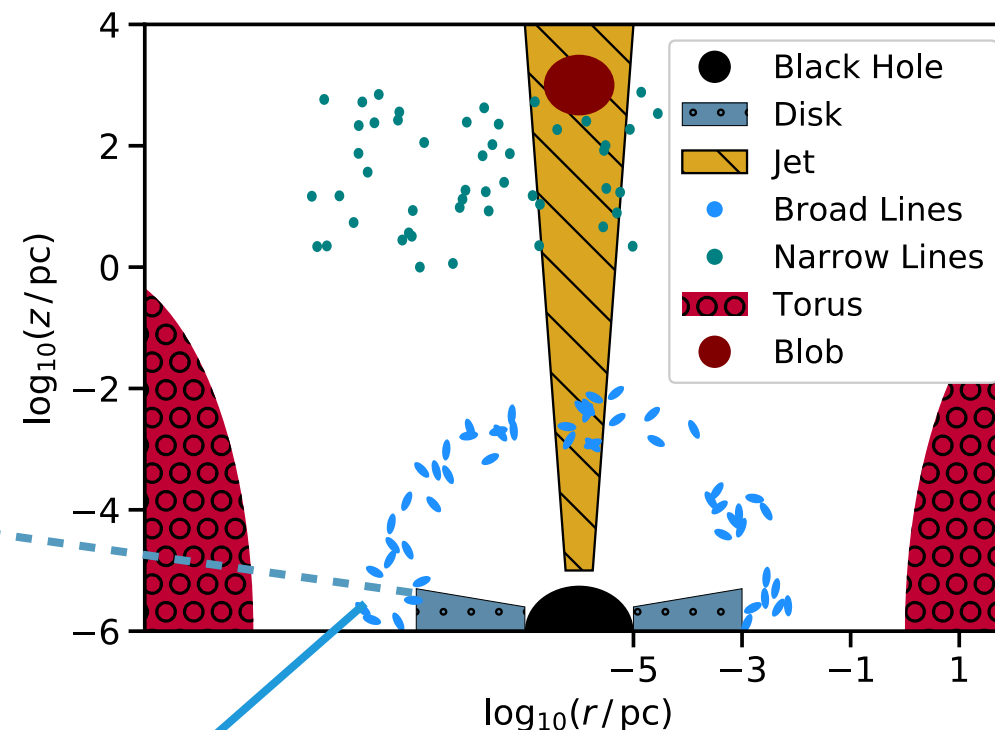 4
2
0
−2
−4
−6
log₁₀(z / pc)
Black Hole
Disk
Jet
Broad Lines
Narrow Lines
Torus
Blob
−5 −3 −1 1
log₁₀(r / pc)